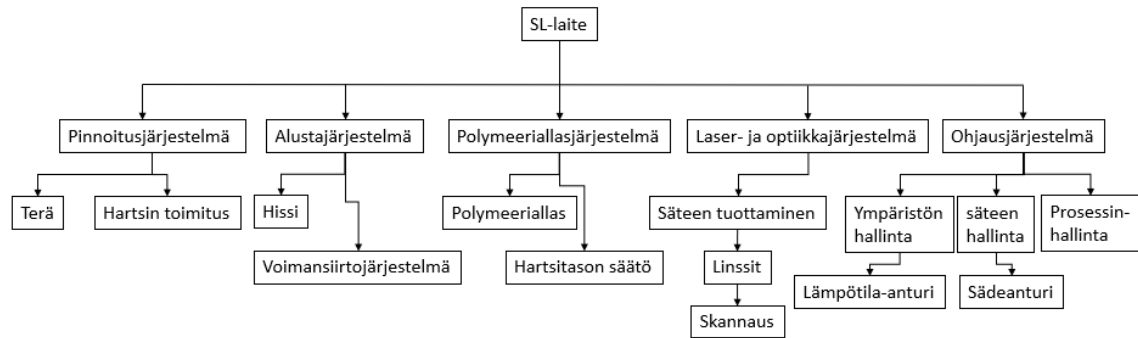 SL-laite
Pinnoitusjärjestelmä
Alustajärjestelmä
Polymeeriallasjärjestelmä
Laser- ja optiikkajärjestelmä
Ohjausjärjestelmä
Terä
Hartsin toimitus
Hissi
Voimansiirtojärjestelmä
Polymeeriallas
Hartsitason säätö
Säteen tuottaminen
Linssit
Skannaus
Ympäristön
hallinta
Lämpötila-anturi
säteen
hallinta
Sädeanturi
Prosessin-
hallinta